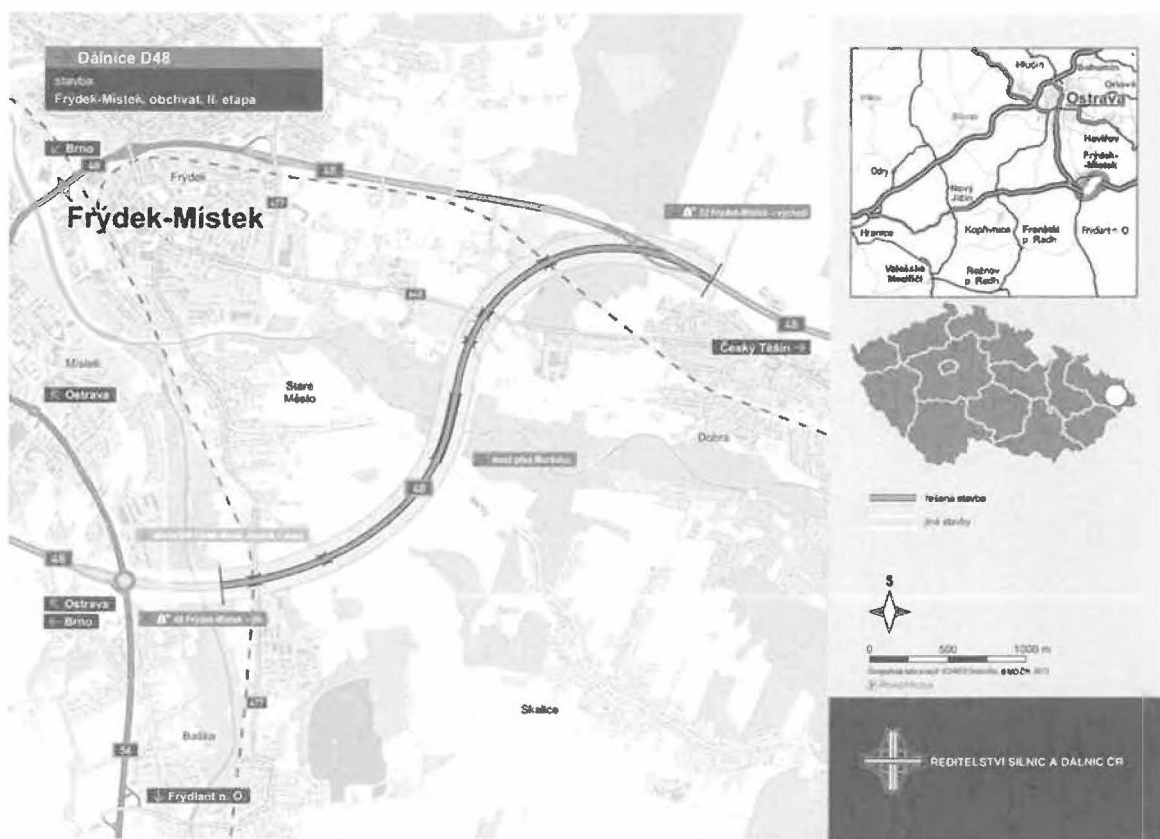 Dálnice D48
stavba
Frýdek-Místek, obchvat, II. etapa
Brno
48
Frýdek
48
477
Frýdek-Místek
Místek
Ostrava
Staré
Město
648
48
Český Těšín
Dobrá
48
48
Ostrava
Brno
Skalice
477
56
Baška
Frýdlant n. O.
Hlučín
Bohumín
Orlová
Ostrava
Havířov
Frýdek-
Místek
Odry
Nový
Jičín
Hranice
Kopřivnice
Frenštát
p. Radh
Frýdlant n. O.
Valašské
Meziříčí
Rožnov
p. Radh
řešená stavba
jiné stavby
S
0 500 1000 m
ŘEDITELSTVÍ SILNIC A DÁLNIC ČR